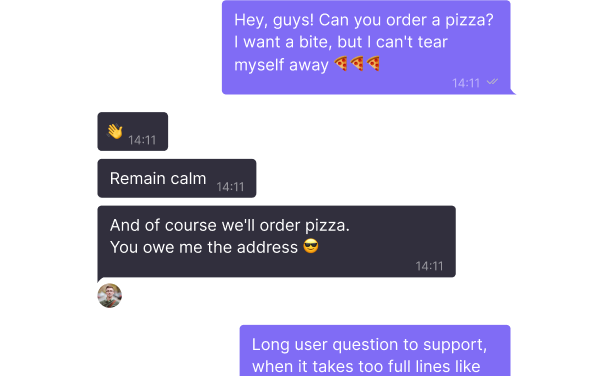 Hey, guys! Can you order a pizza?
I want a bite, but I can't tear
myself away 🍕🍕🍕
14:11
👋 14:11
Remain calm 14:11
And of course we'll order pizza.
You owe me the address 😎
14:11
Long user question to support,
when it takes too full lines like